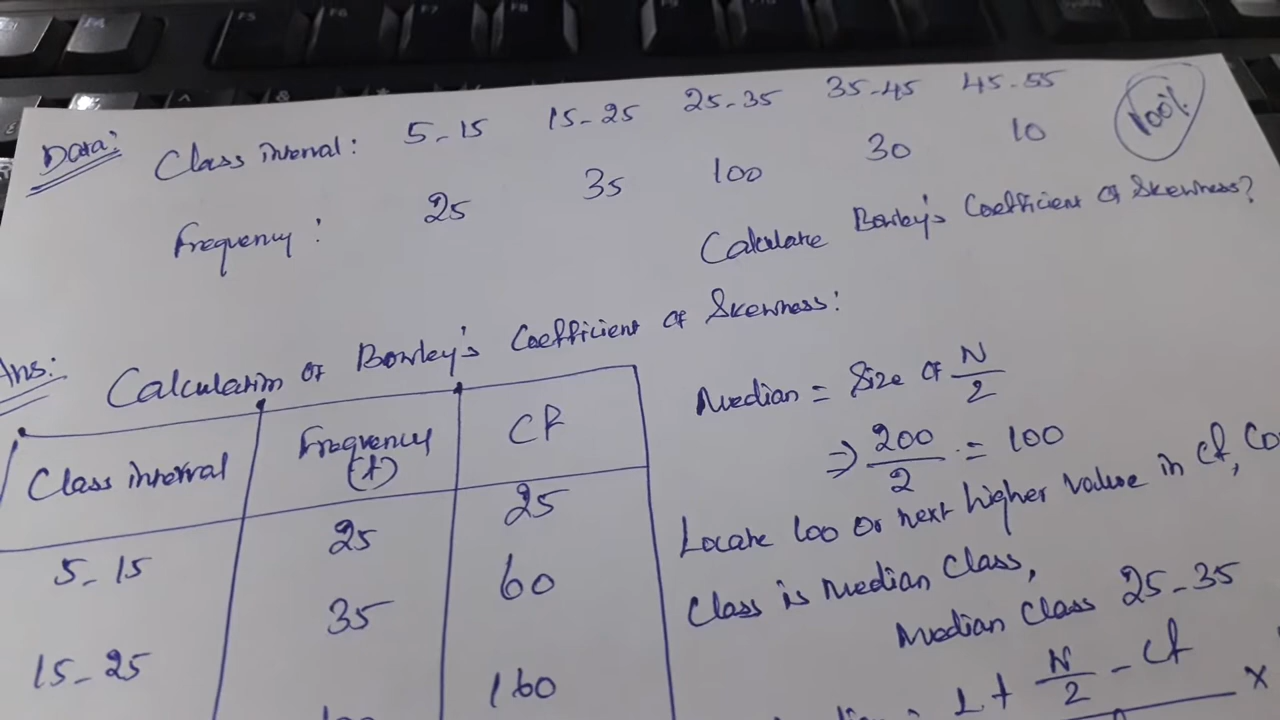 Data: Class interval: 5-15 15-25 25-35 35-45 45-55
Frequency: 25 35 100 30 10
100%
Calculate Bowley's Coefficient of Skewness?
Ans: Calculation of Bowley's Coefficient of Skewness:
Class interval Frequency (f) CF
5-15 25 25
15-25 35 60
160
Median = Size of N/2
⇒ 200/2 = 100
Locate 100 or next higher value in cf,
Class is Median Class,
Median Class 25-35
L + N/2 - cf ×